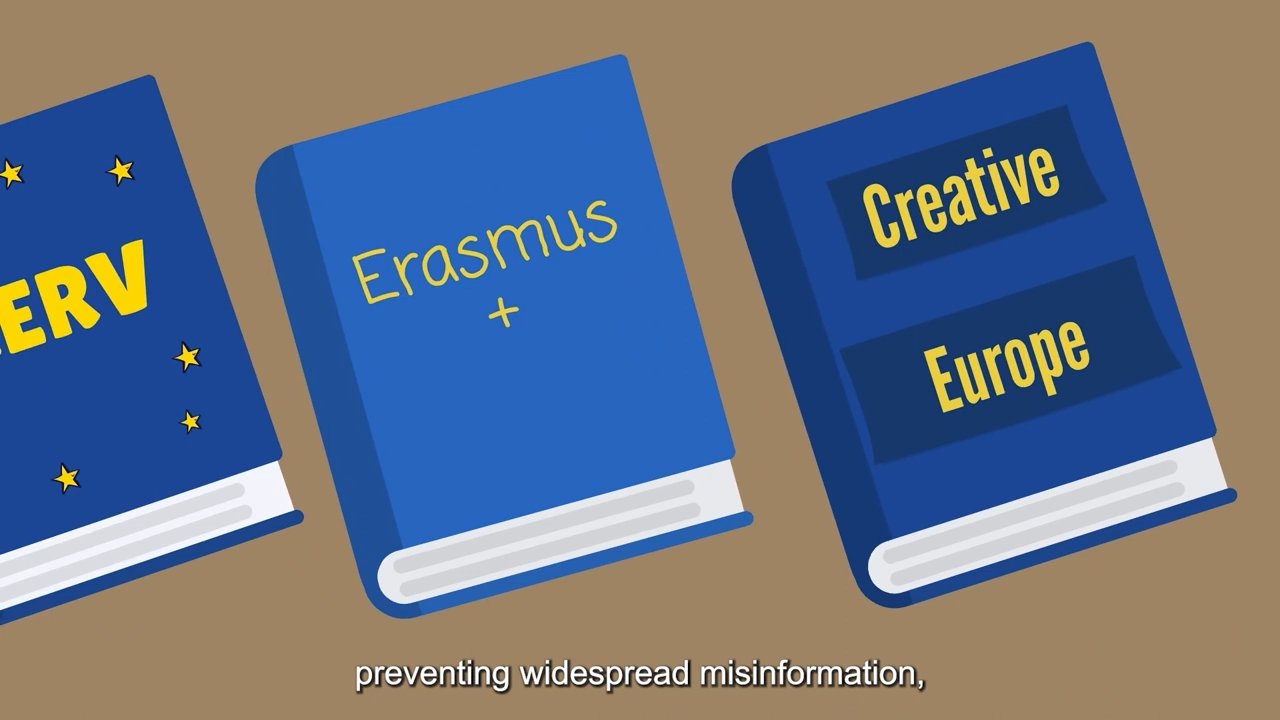 ERV
Erasmus
+
Creative
Europe
preventing widespread misinformation,